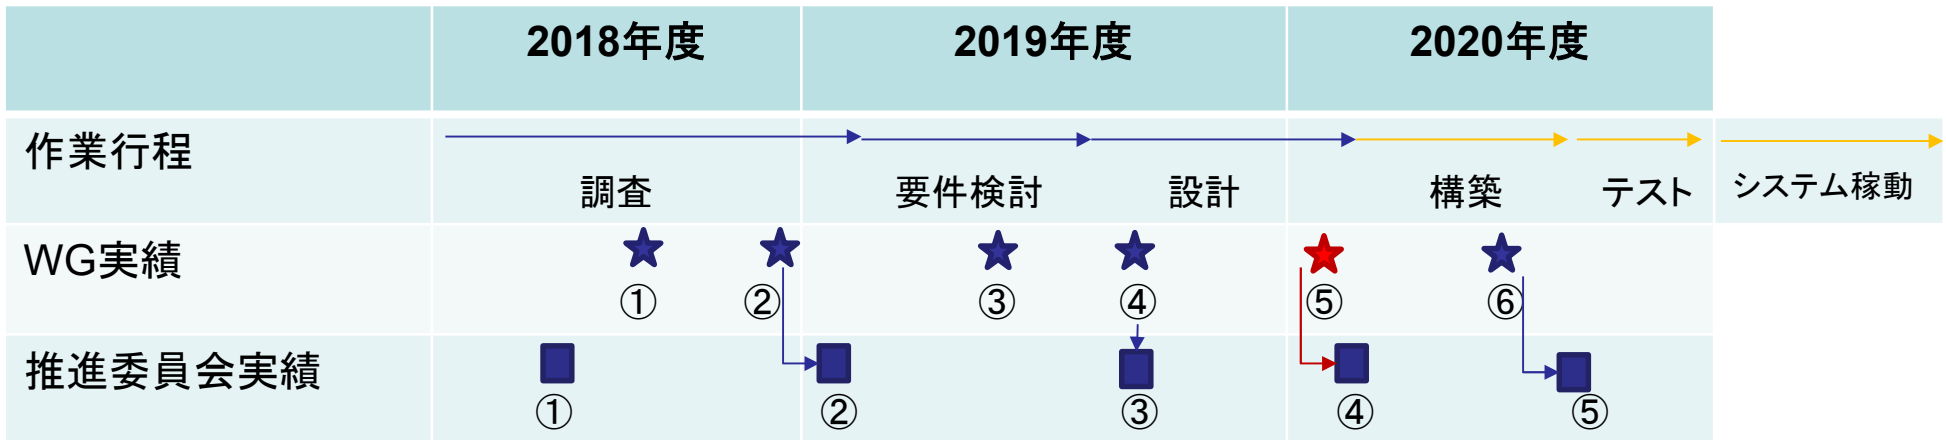 2018年度 2019年度 2020年度
作業行程
調査 要件検討 設計 構築 テスト システム稼動
WG実績
① ② ③ ④ ⑤ ⑥
推進委員会実績
① ② ③ ④ ⑤